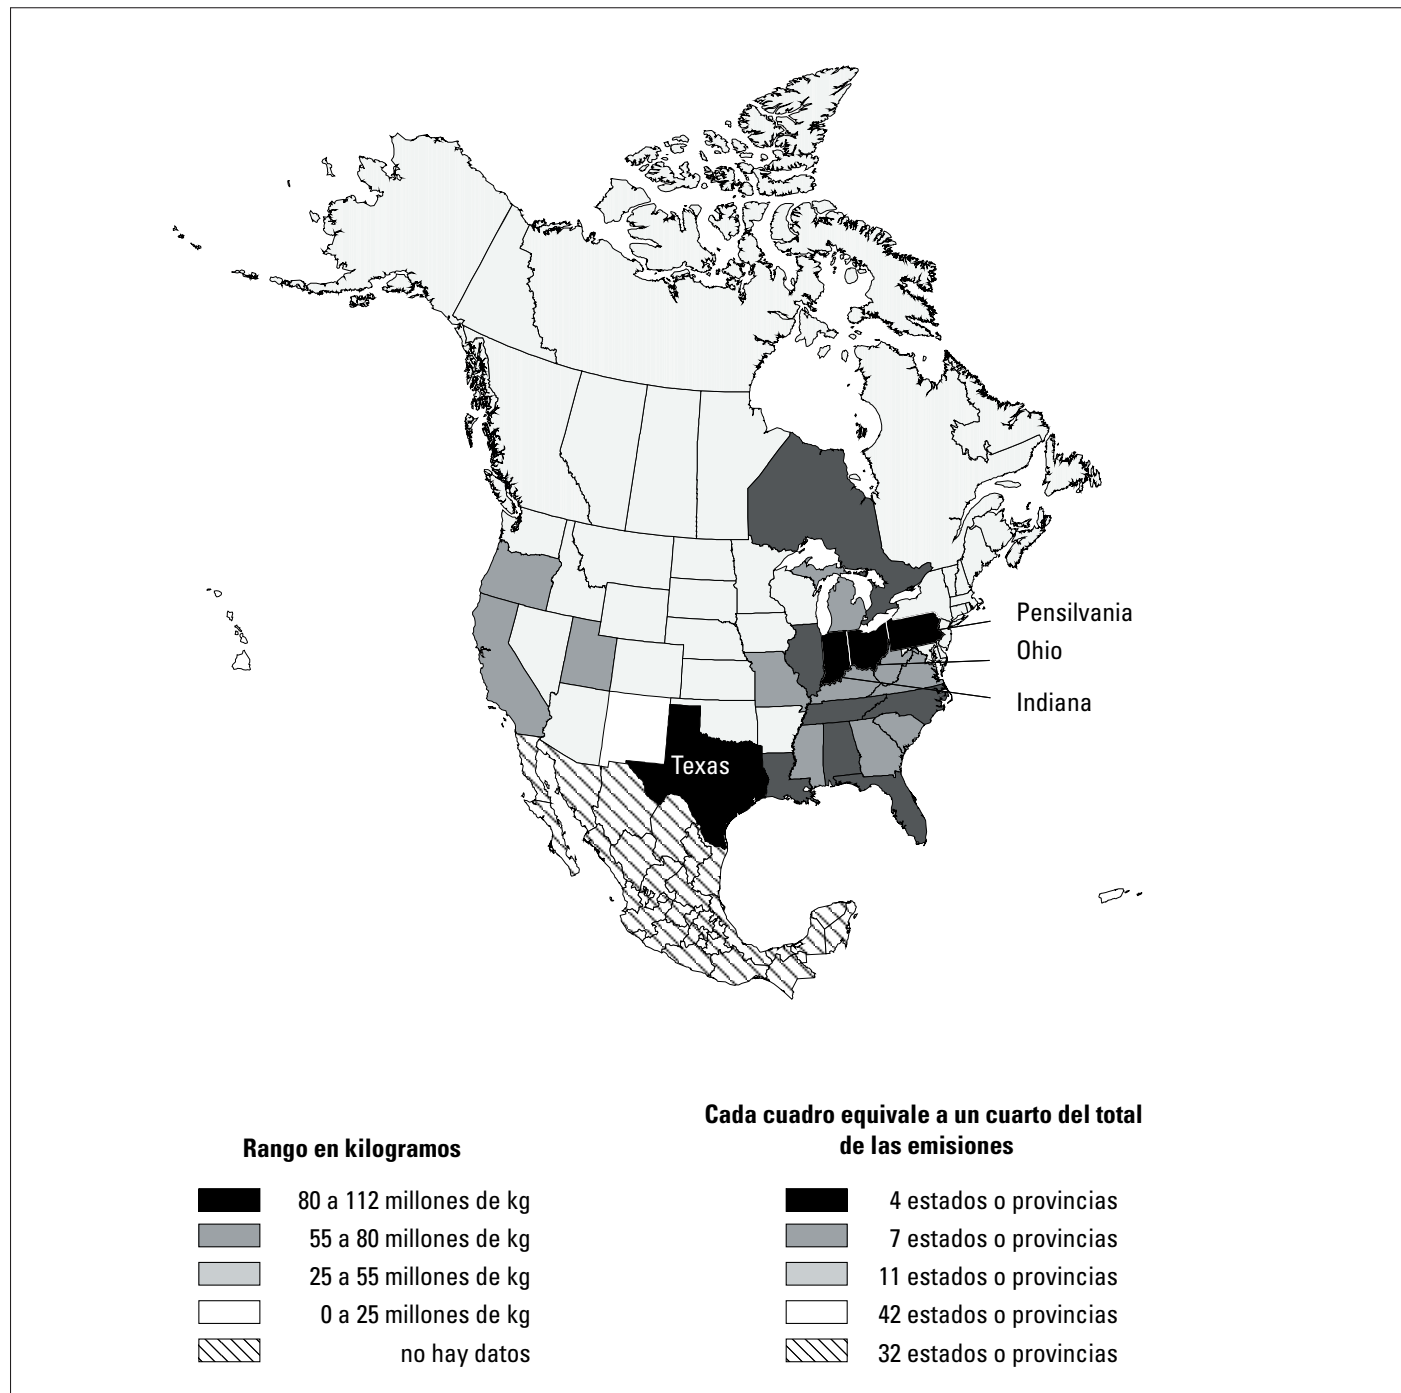 Pensilvania
Ohio
Indiana
Texas
Rango en kilogramos
80 a 112 millones de kg
55 a 80 millones de kg
25 a 55 millones de kg
0 a 25 millones de kg
no hay datos
Cada cuadro equivale a un cuarto del total
de las emisiones
4 estados o provincias
7 estados o provincias
11 estados o provincias
42 estados o provincias
32 estados o provincias